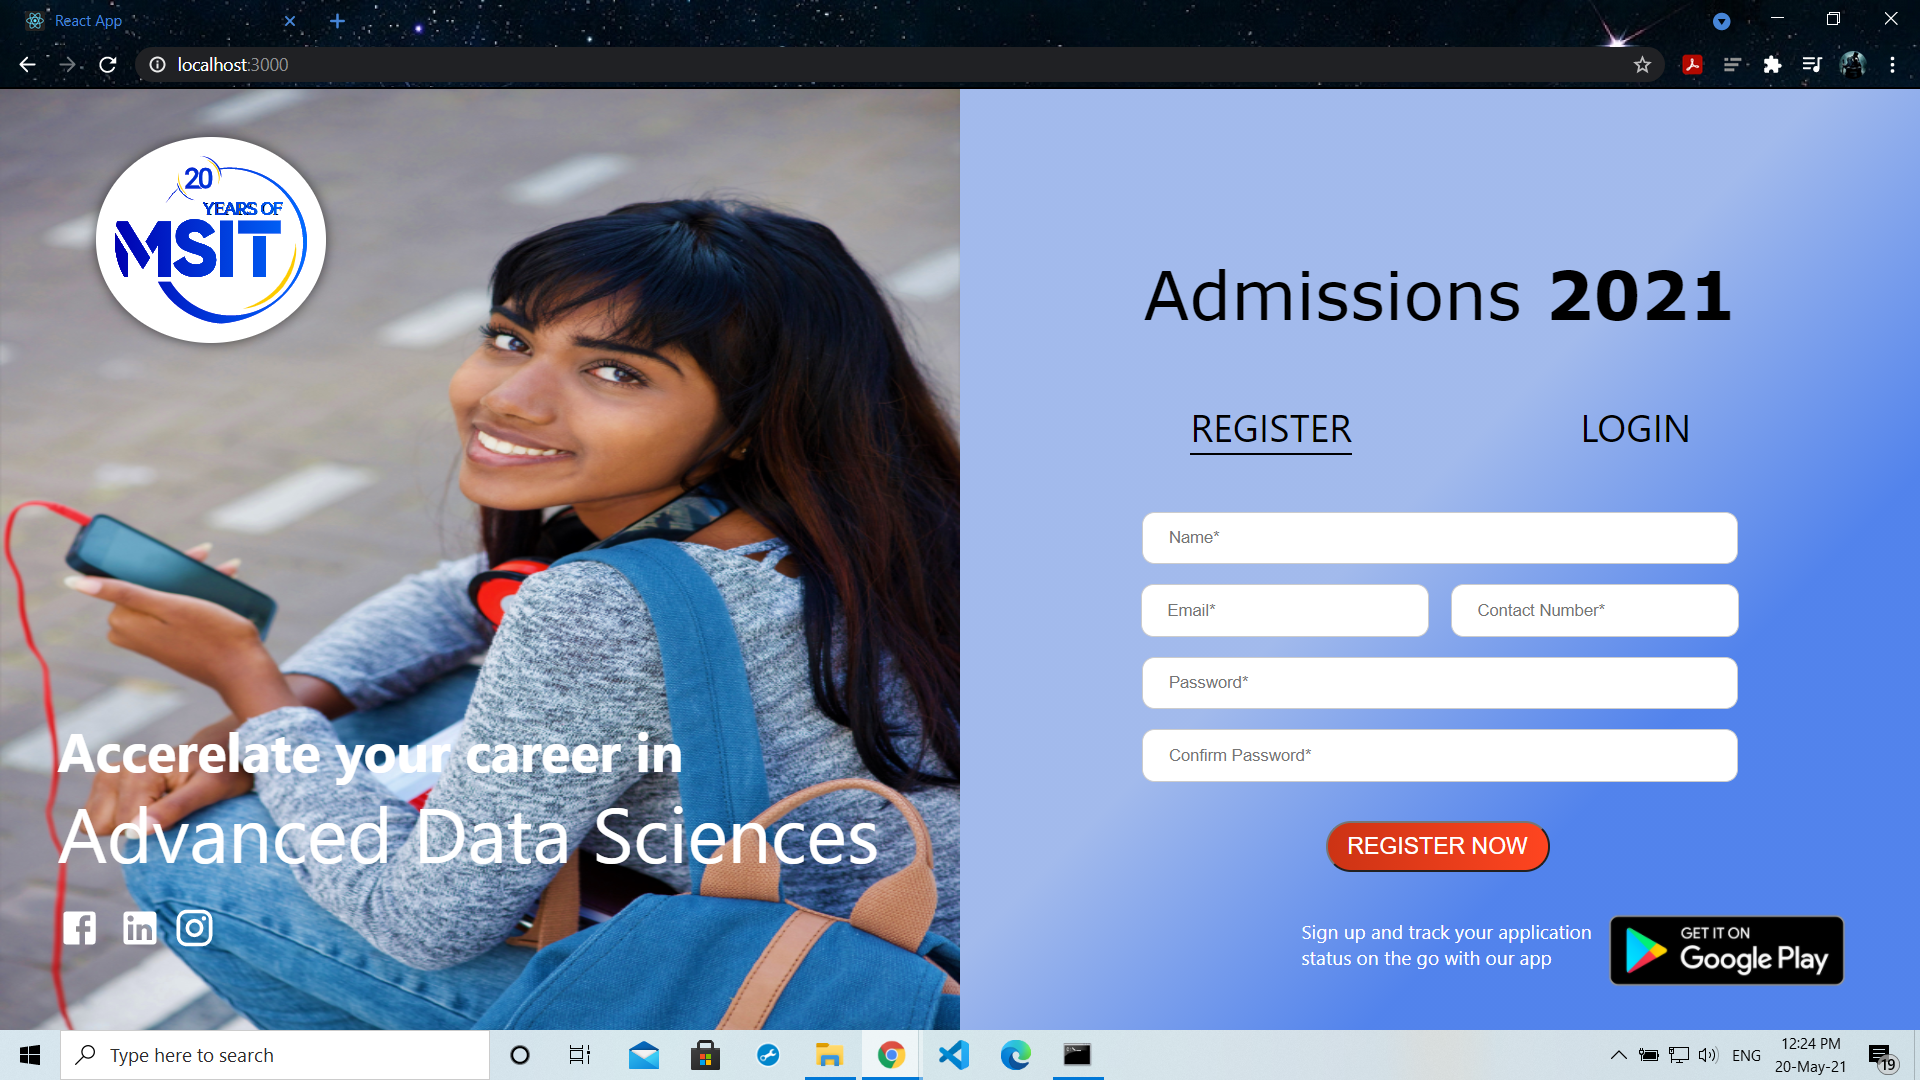 React App
localhost:3000
20
YEARS OF
MSIT
Accerelate your career in
Advanced Data Sciences
Admissions 2021
REGISTER LOGIN
Name*
Email* Contact Number*
Password*
Confirm Password*
REGISTER NOW
Sign up and track your application
status on the go with our app
GET IT ON
Google Play
Type here to search
ENG
12:24 PM
20-May-21
19